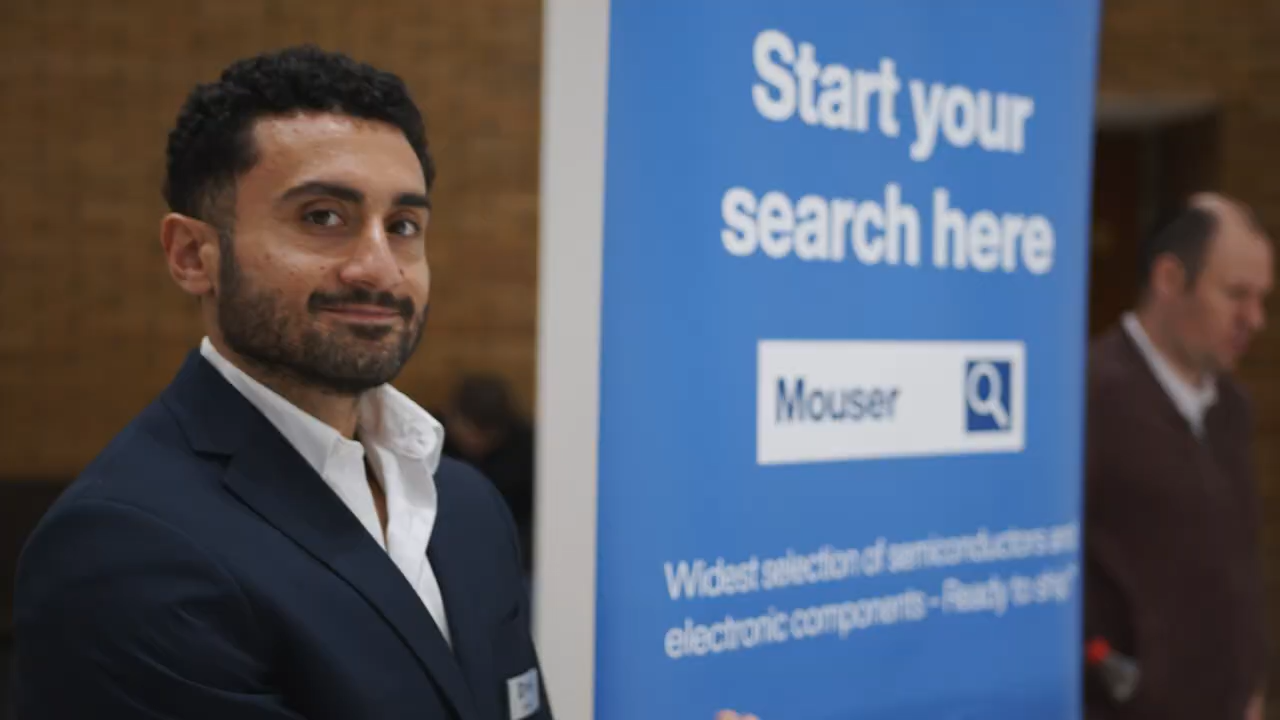 Start your
search here
Mouser
Widest selection of semiconductors and
electronic components - Ready to ship